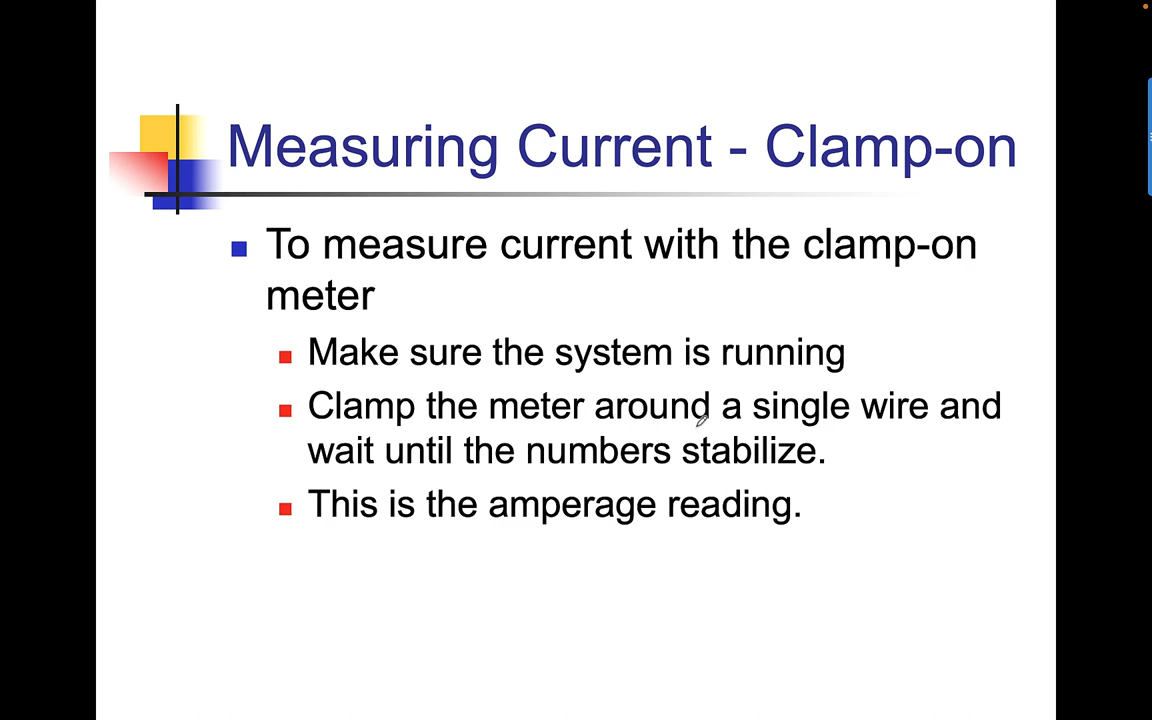 Measuring Current - Clamp-on
To measure current with the clamp-on
meter
Make sure the system is running
Clamp the meter around a single wire and
wait until the numbers stabilize.
This is the amperage reading.